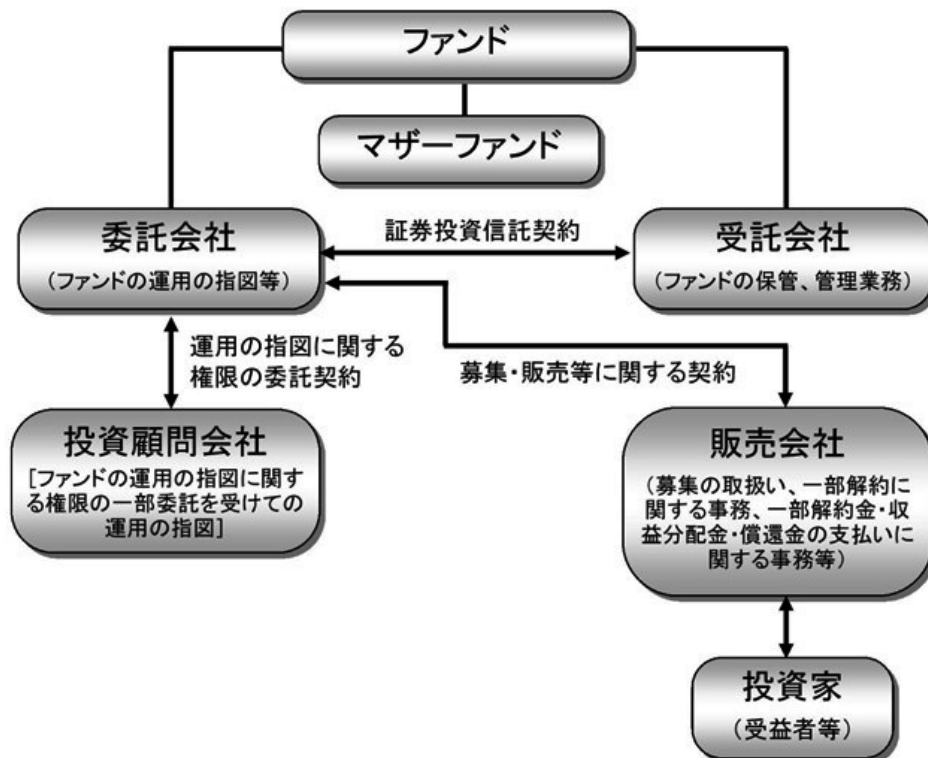 ファンド
マザーファンド
委託会社
(ファンドの運用の指図等)
証券投資信託契約
受託会社
(ファンドの保管、管理業務)
運用の指図に関する
権限の委託契約
募集・販売等に関する契約
投資顧問会社
[ファンドの運用の指図に関す
る権限の一部委託を受けての
運用の指図]
販売会社
(募集の取扱い、一部解約に
関する事務、一部解約金・収
益分配金・償還金の支払いに
関する事務等)
投資家
(受益者等)